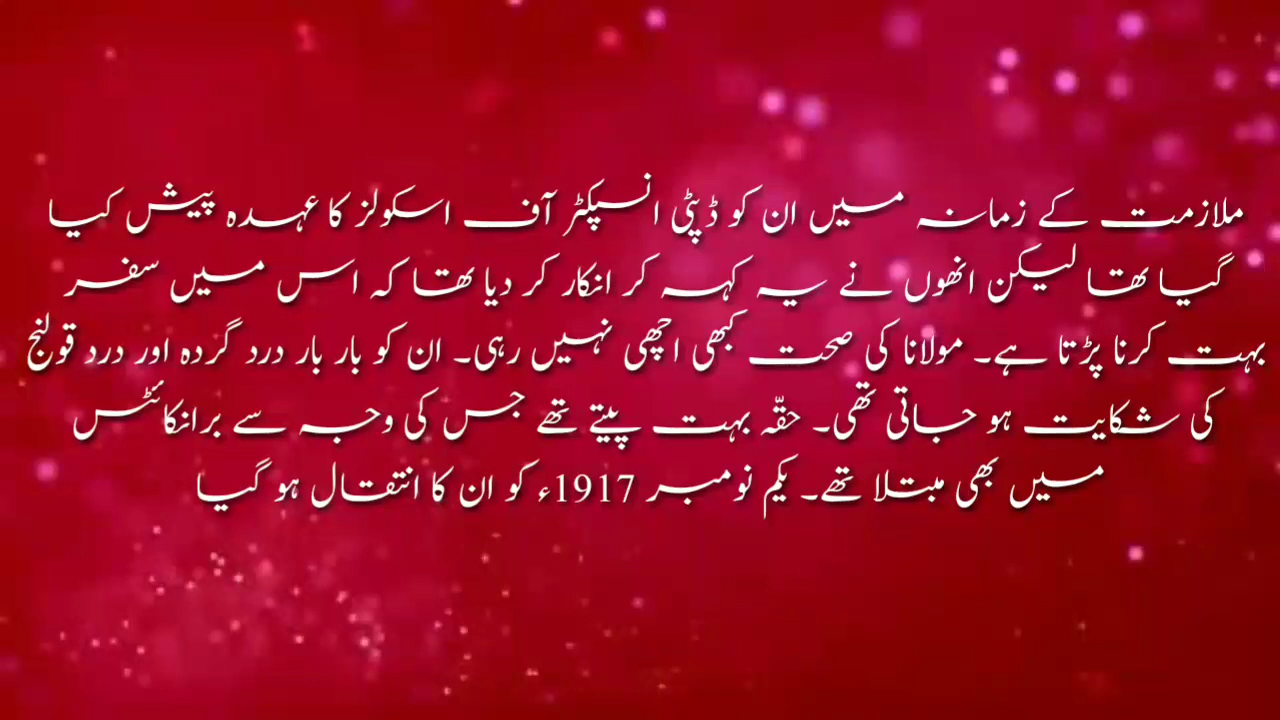 ملازمت کے زمانہ میں ان کو ڈپٹی انسپکٹر آف اسکولز کا عہدہ پیش کیا
گیا تھا لیکن انھوں نے یہ کہہ کر انکار کر دیا تھا کہ اس میں سفر
بہت کرنا پڑتا ہے۔ مولانا کی صحت کبھی اچھی نہیں رہی۔ ان کو بار بار درد گردہ اور درد قولنج
کی شکایت ہو جاتی تھی۔ حقّہ بہت پیتے تھے جس کی وجہ سے برانکائٹس
میں بھی مبتلا تھے۔ یکم نومبر 1917ء کو ان کا انتقال ہو گیا